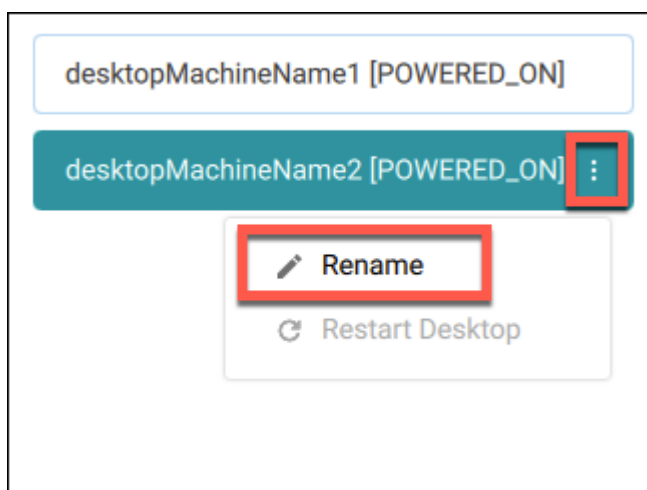 desktopMachineName1 [POWERED_ON]
desktopMachineName2 [POWERED_ON]
Rename
Restart Desktop